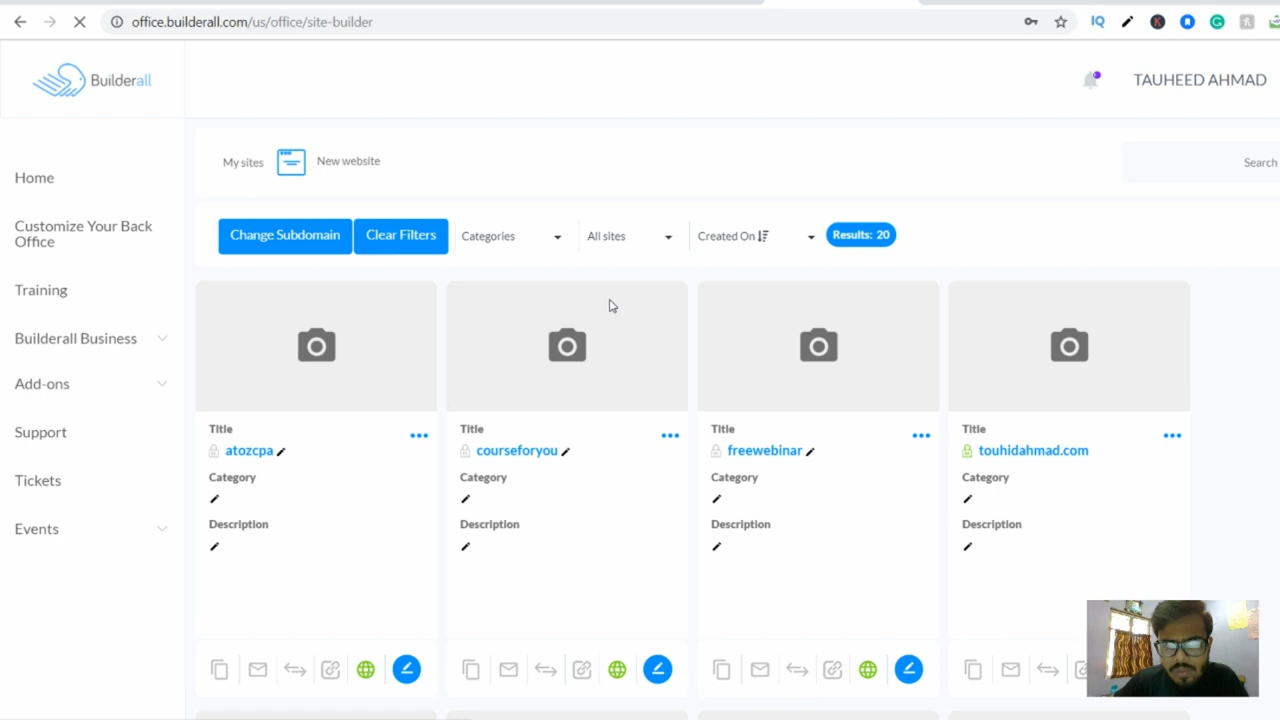 office.builderall.com/us/office/site-builder
IQ
K
Builderall
TAUHEED AHMAD
Home
Customize Your Back
Office
Training
Builderall Business
Add-ons
Support
Tickets
Events
My sites
New website
Search
Change Subdomain
Clear Filters
Categories
All sites
Created On
Results: 20
Title
atozcpa
Category
Description
Title
courseforyou
Category
Description
Title
freewebinar
Category
Description
Title
touhidahmad.com
Category
Description